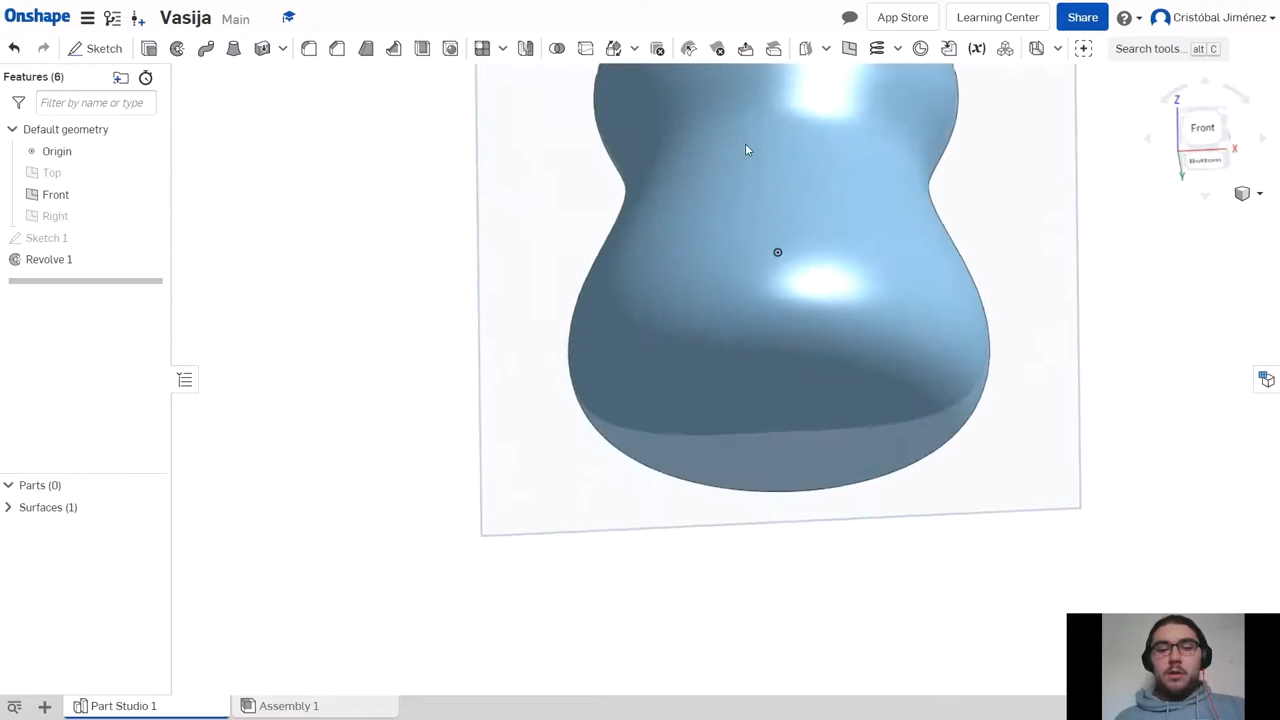 Onshape Vasija Main App Store Learning Center Share Cristóbal Jiménez
Sketch Search tools... alt C
Features (6)
Filter by name or type
Default geometry
Origin
Top
Front
Right
Sketch 1
Revolve 1
Z
Front
X
Bottom
Y
Parts (0)
Surfaces (1)
Part Studio 1 Assembly 1